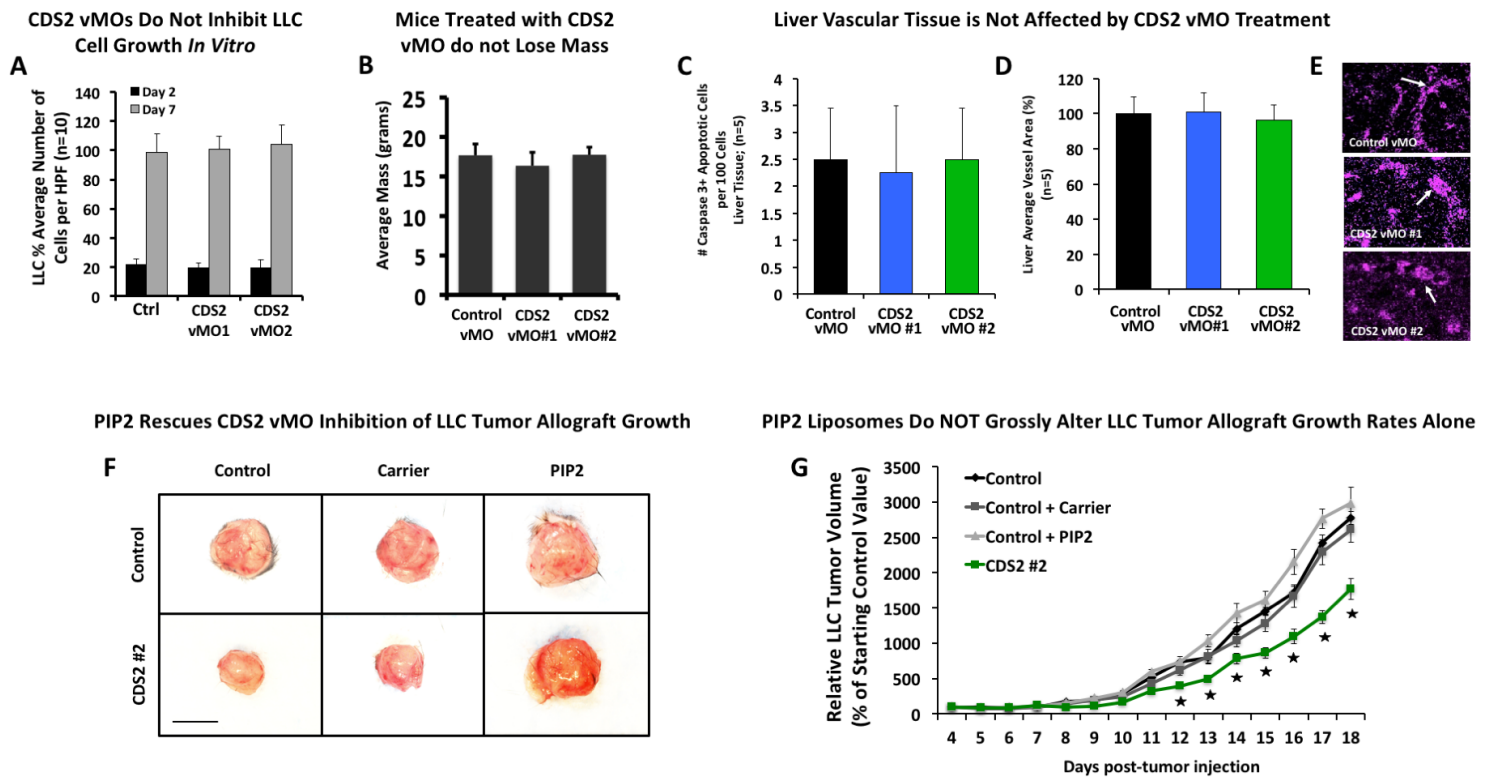 CDS2 vMOs Do Not Inhibit LLC
Cell Growth In Vitro
A
LLC % Average Number of
Cells per HPF (n=10)
140
120
100
80
60
40
20
0
Day 2
Day 7
Ctrl
CDS2
vMO1
CDS2
vMO2
Mice Treated with CDS2
vMO do not Lose Mass
B
Average Mass (grams)
25
20
15
10
5
0
Control
vMO
CDS2
vMO#1
CDS2
vMO#2
Liver Vascular Tissue is Not Affected by CDS2 vMO Treatment
C
# Caspase 3+ Apoptotic Cells
per 100 Cells
Liver Tissue; (n=5)
4
3.5
3
2.5
2
1.5
1
0.5
0
Control
vMO
CDS2
vMO #1
CDS2
vMO #2
D
Liver Average Vessel Area (%)
(n=5)
120
100
80
60
40
20
0
Control
vMO
CDS2
vMO#1
CDS2
vMO#2
E
Control vMO
CDS2 vMO #1
CDS2 vMO #2
PIP2 Rescues CDS2 vMO Inhibition of LLC Tumor Allograft Growth
F
Control
Carrier
PIP2
Control
CDS2 #2
PIP2 Liposomes Do NOT Grossly Alter LLC Tumor Allograft Growth Rates Alone
G
Relative LLC Tumor Volume
(% of Starting Control Value)
3500
3000
2500
2000
1500
1000
500
0
Control
Control + Carrier
Control + PIP2
CDS2 #2
4 5 6 7 8 9 10 11 12 13 14 15 16 17 18
Days post-tumor injection